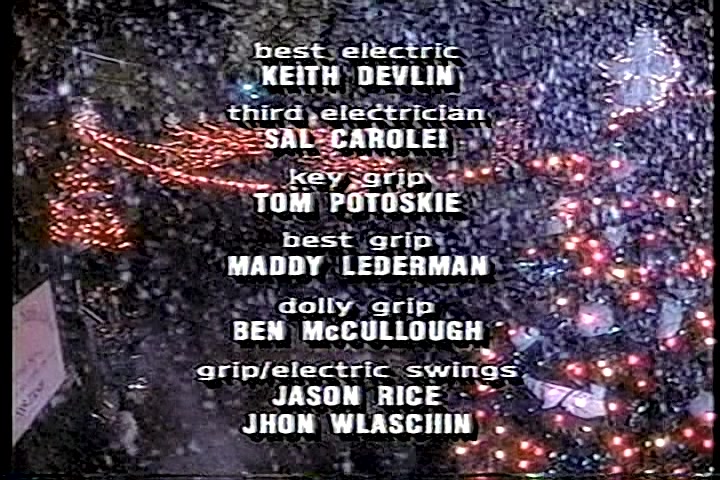 best electric
KEITH DEVLIN
third electrician
SAL CAROLEI
key grip
TOM POTOSKIE
best grip
MADDY LEDERMAN
dolly grip
BEN McCULLOUGH
grip/electric swings
JASON RICE
JHON WLASCHIN